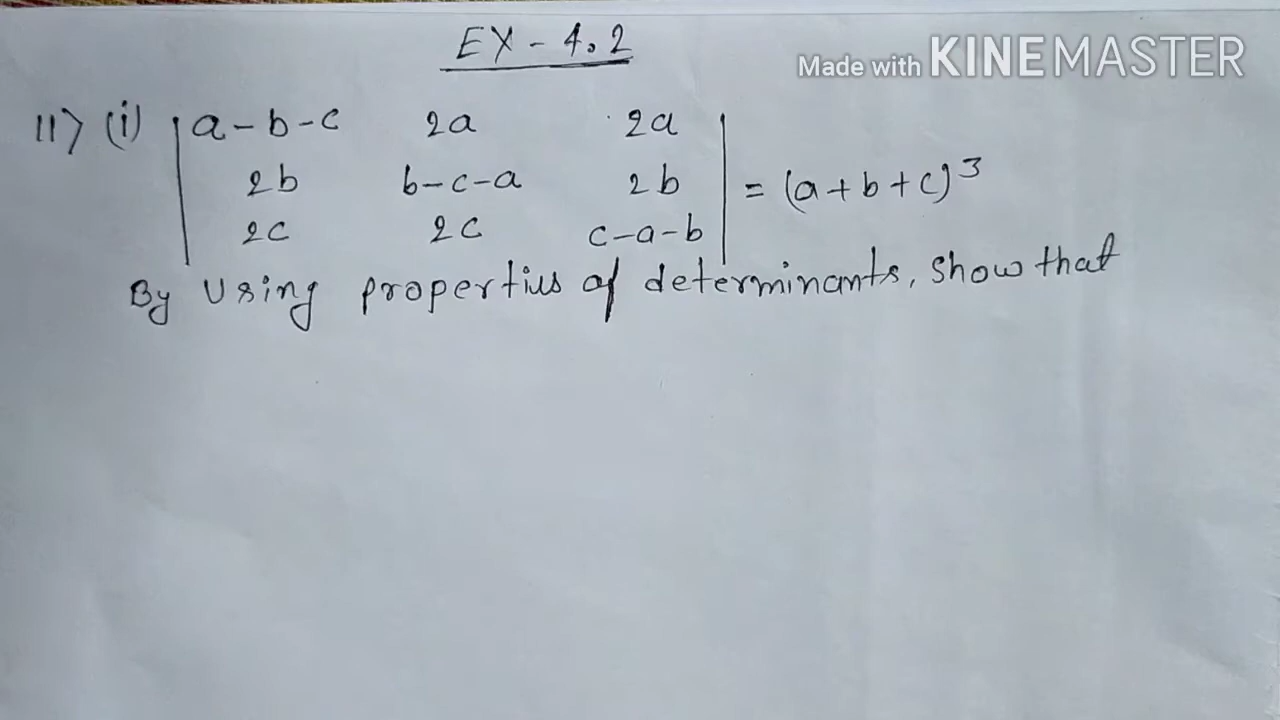 EX - 4.2
Made with KINEMASTER
11> (i) | a-b-c 2a 2a |
| 2b b-c-a 2b | = (a+b+c)³
| 2c 2c c-a-b |
By Using properties of determinants, show that